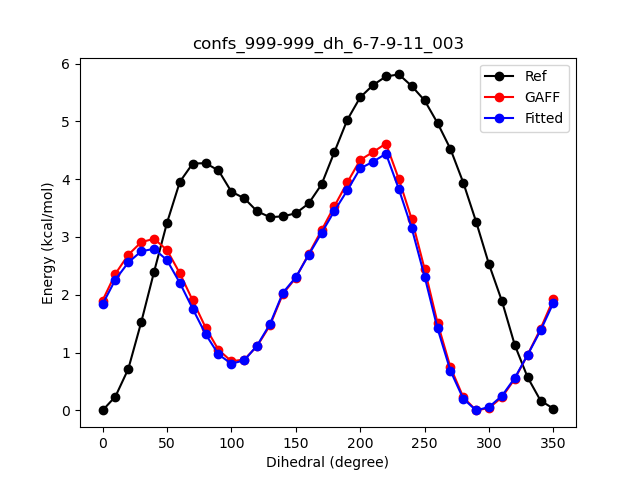 confs_999-999_dh_6-7-9-11_003
Ref
GAFF
Fitted
Energy (kcal/mol)
6
5
4
3
2
1
0
0 50 100 150 200 250 300 350
Dihedral (degree)